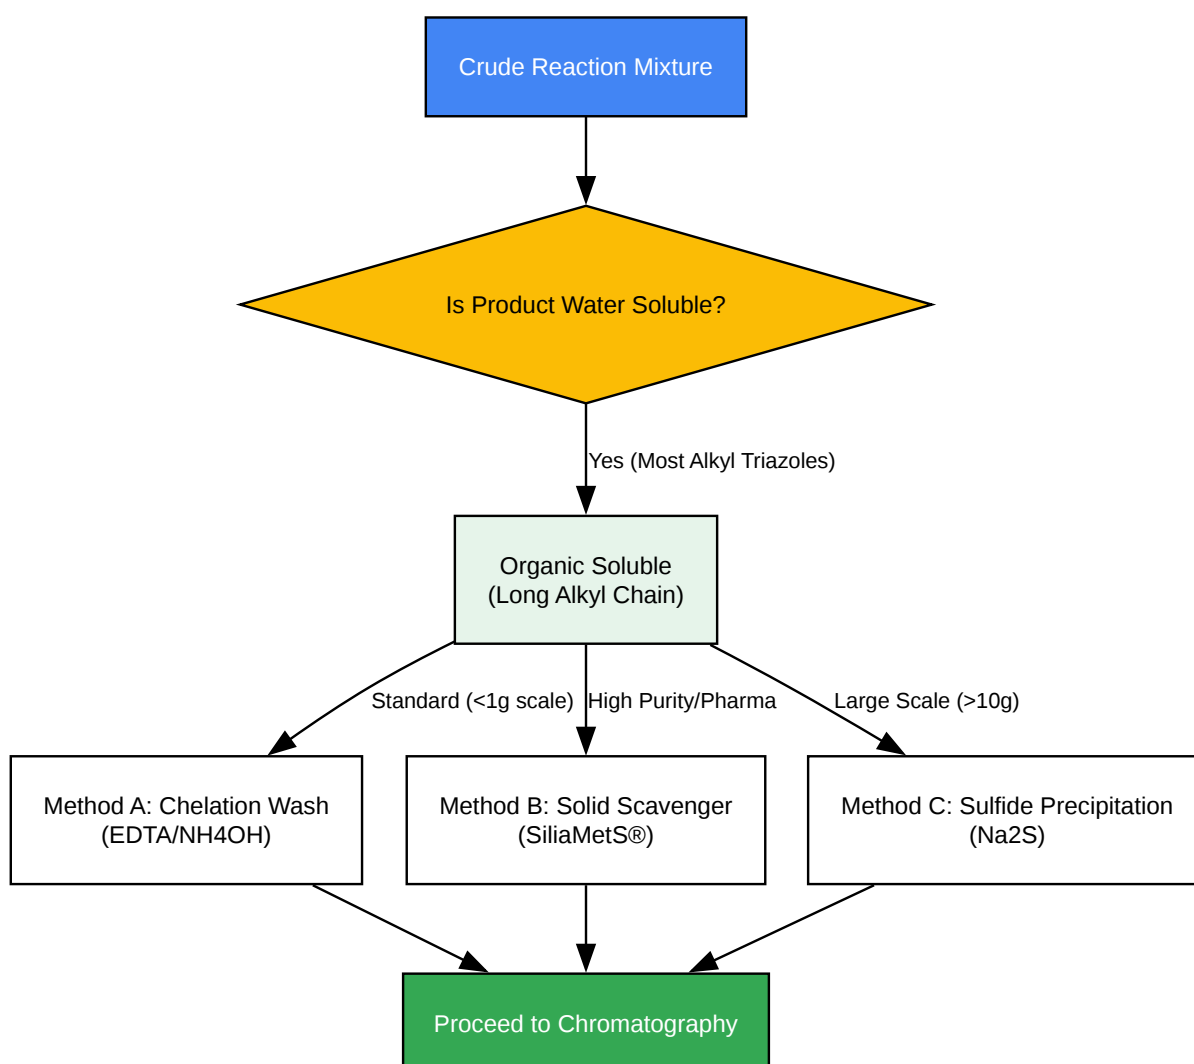 Crude Reaction Mixture
Is Product Water Soluble?
Yes (Most Alkyl Triazoles)
Organic Soluble
(Long Alkyl Chain)
Standard (<1g scale)
High Purity/Pharma
Large Scale (>10g)
Method A: Chelation Wash
(EDTA/NH4OH)
Method B: Solid Scavenger
(SiliaMetS®)
Method C: Sulfide Precipitation
(Na2S)
Proceed to Chromatography